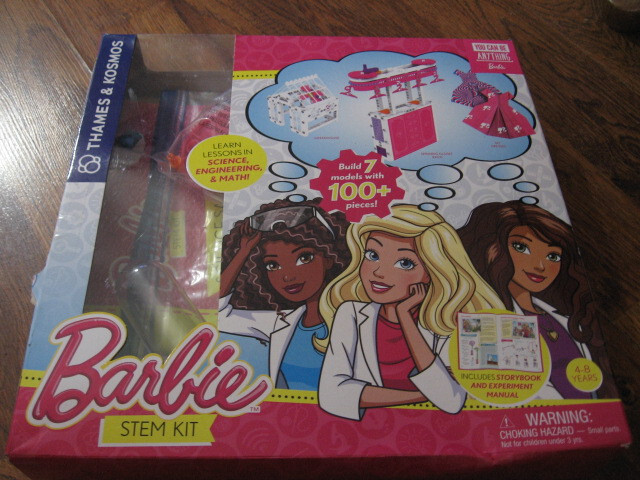 THAMES & KOSMOS
YOU CAN BE
ANYTHING
Barbie
LEARN
LESSONS IN
SCIENCE,
ENGINEERING,
& MATH!
Build 7
models with
100+
pieces!
Barbie™
STEM KIT
INCLUDES STORYBOOK
AND EXPERIMENT
MANUAL
4-8
YEARS
WARNING:
CHOKING HAZARD — Small parts.
Not for children under 3 yrs.